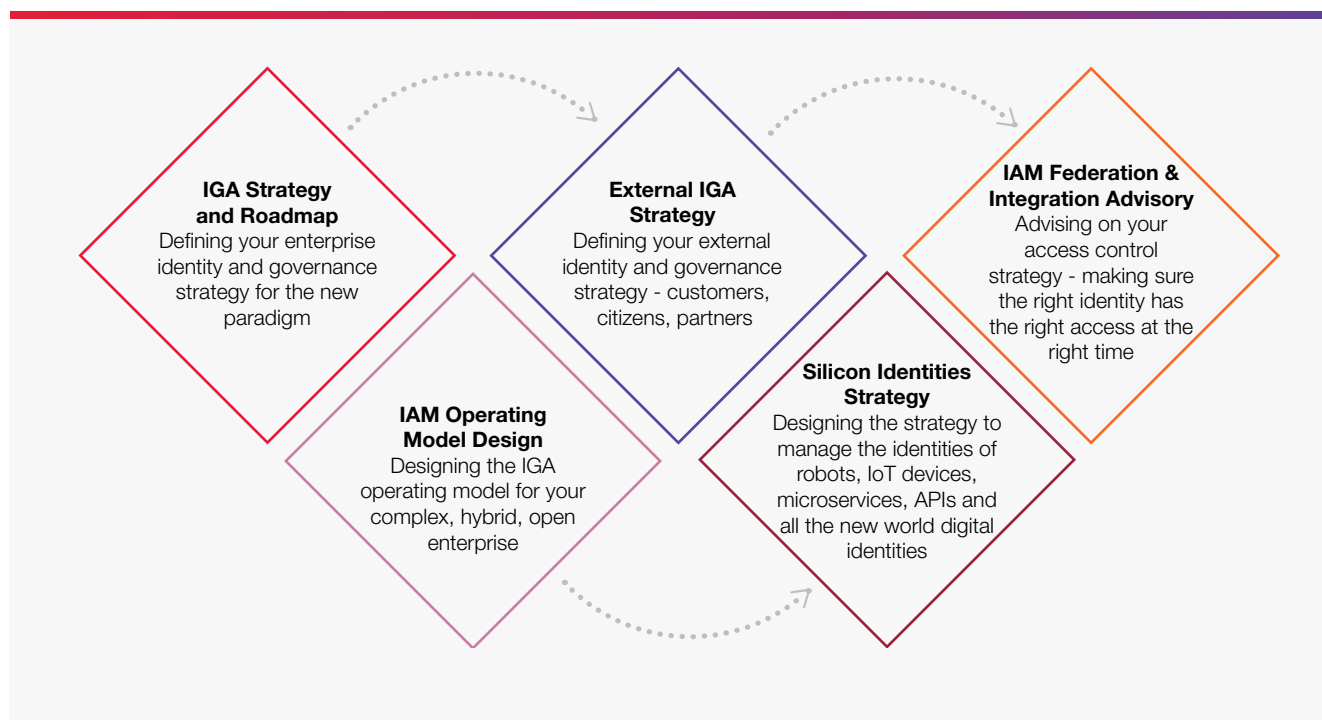 IGA Strategy
and Roadmap
Defining your enterprise
identity and governance
strategy for the new
paradigm
IAM Operating
Model Design
Designing the IGA
operating model for your
complex, hybrid, open
enterprise
External IGA
Strategy
Defining your external
identity and governance
strategy - customers,
citizens, partners
Silicon Identities
Strategy
Designing the strategy to
manage the identities of
robots, IoT devices,
microservices, APIs and
all the new world digital
identities
IAM Federation &
Integration Advisory
Advising on your
access control
strategy - making sure
the right identity has
the right access at the
right time